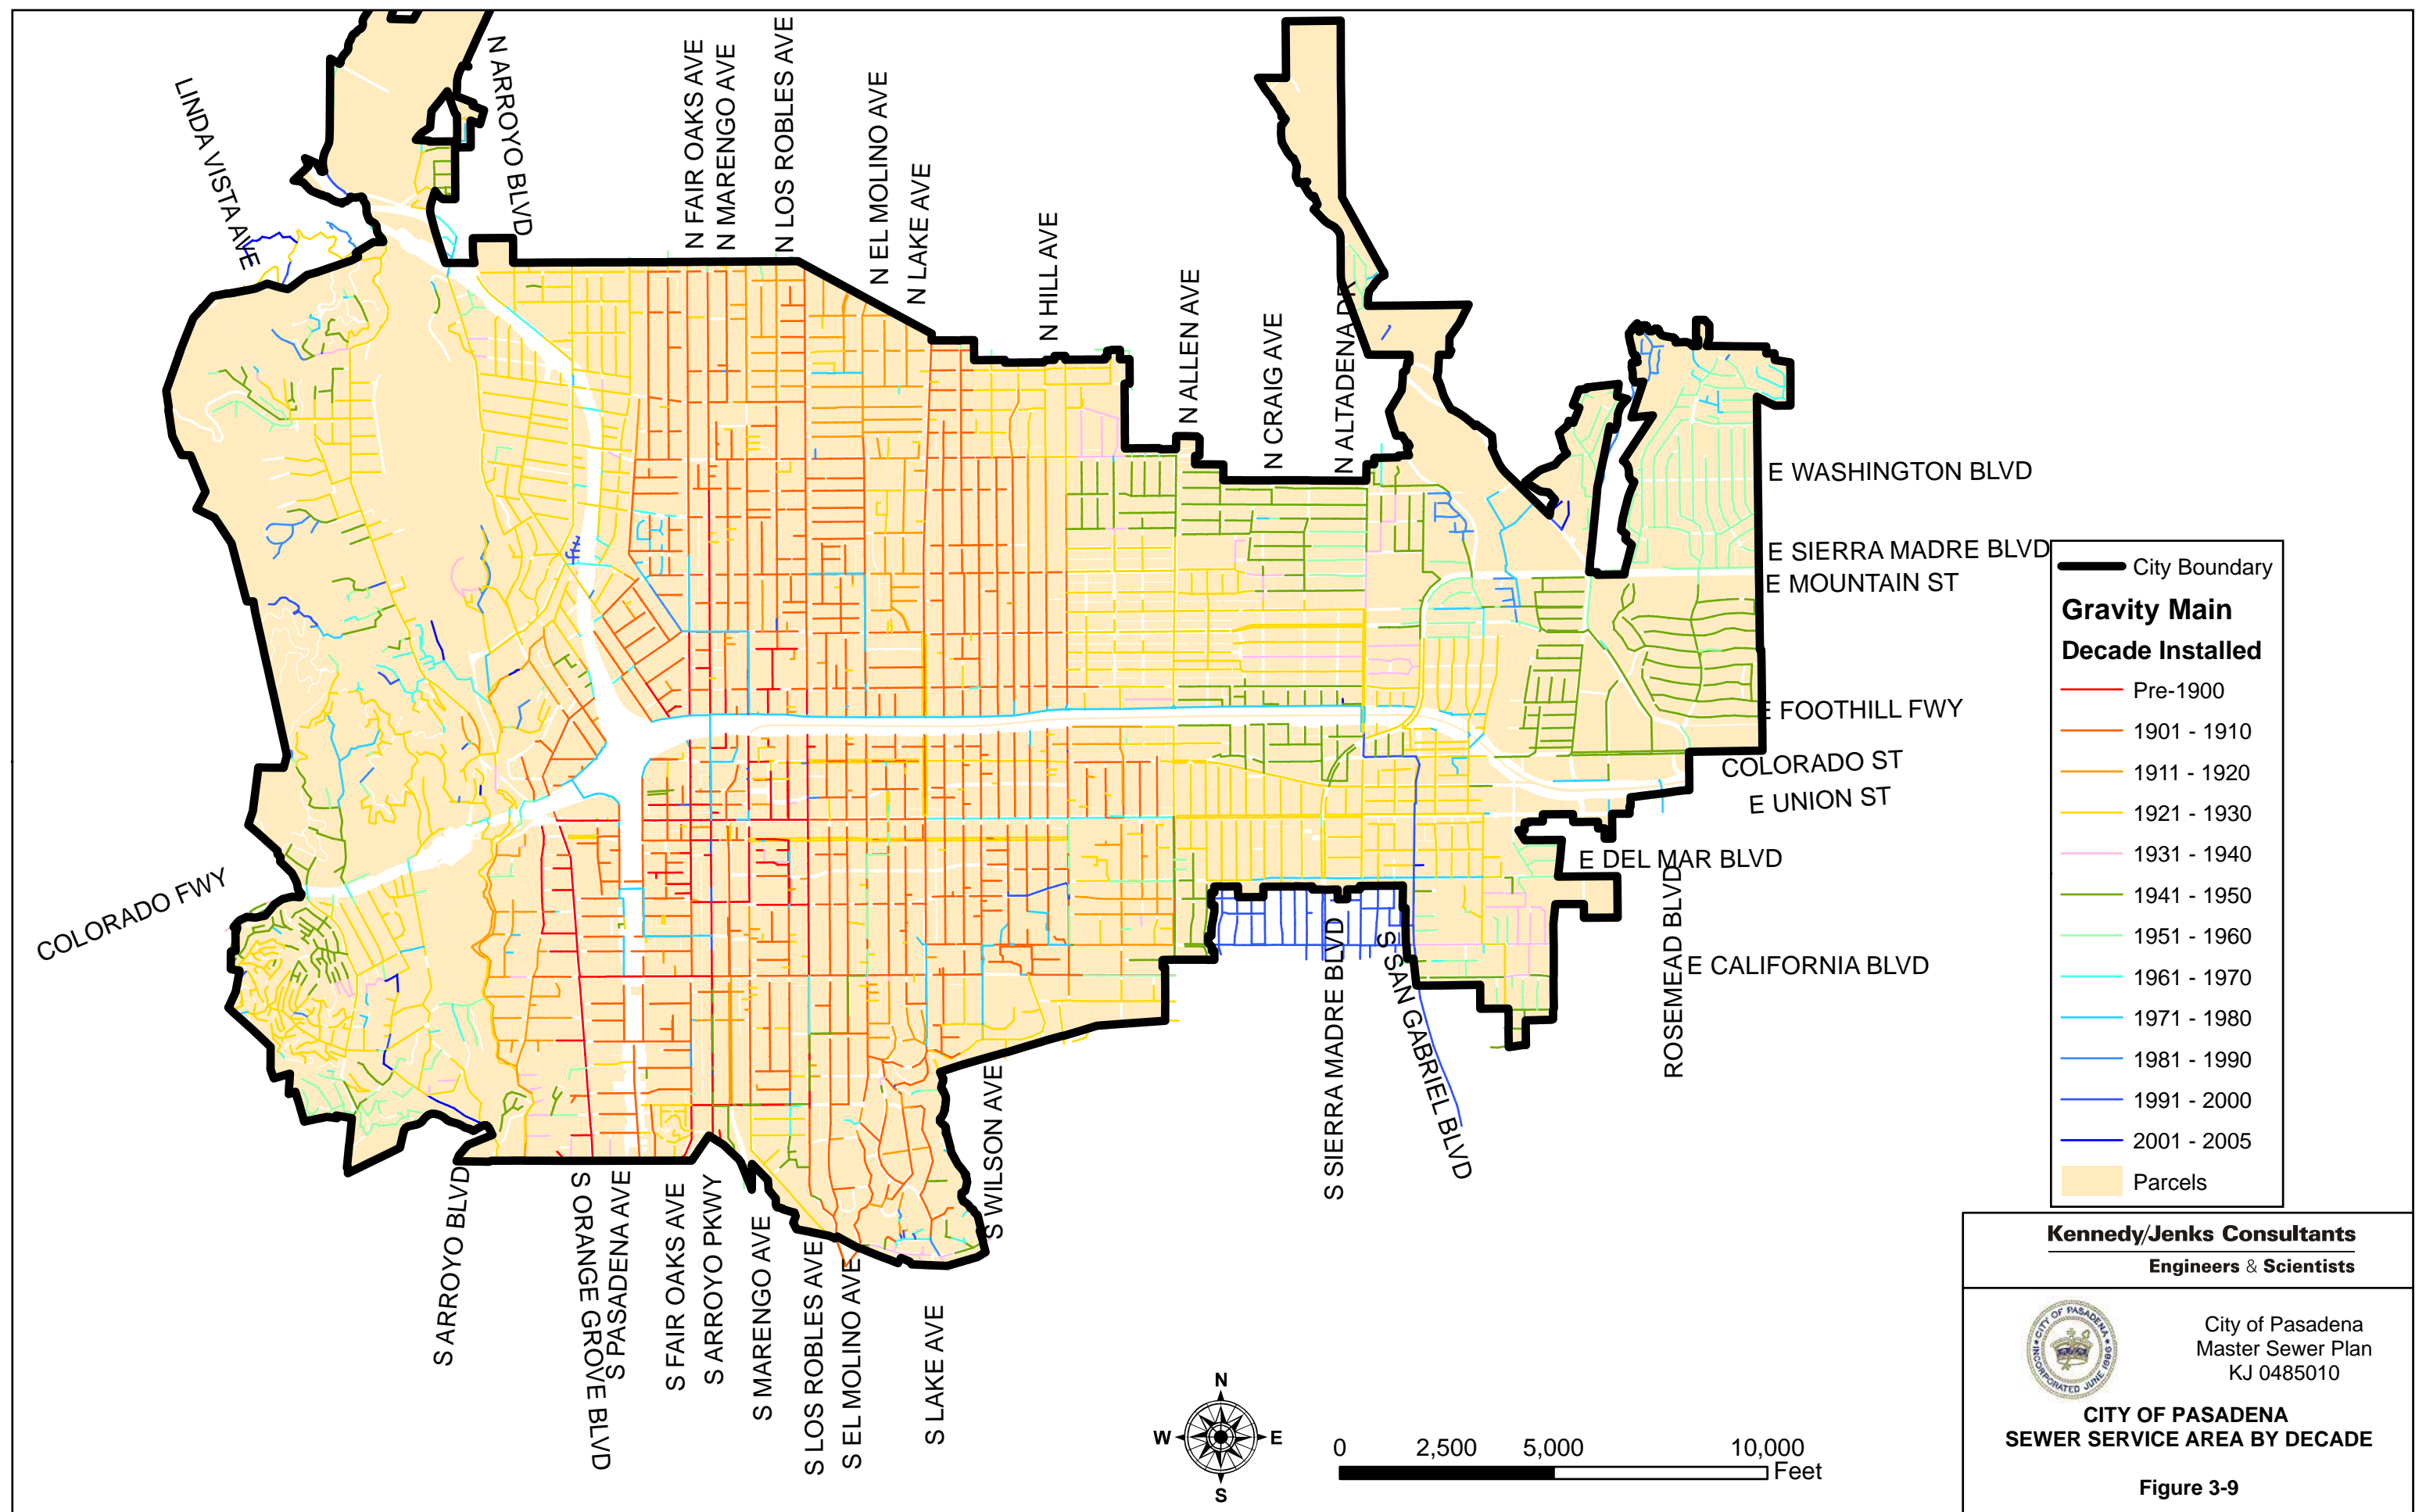 LINDA VISTA AVE
N ARROYO BLVD
N FAIR OAKS AVE
N MARENGO AVE
N LOS ROBLES AVE
N EL MOLINO AVE
N LAKE AVE
N HILL AVE
N ALLEN AVE
N CRAIG AVE
N ALTADENA DR
E WASHINGTON BLVD
E SIERRA MADRE BLVD
E MOUNTAIN ST
E FOOTHILL FWY
COLORADO ST
E UNION ST
E DEL MAR BLVD
ROSEMEAD BLVD
E CALIFORNIA BLVD
COLORADO FWY
S ARROYO BLVD
S ORANGE GROVE BLVD
S PASADENA AVE
S FAIR OAKS AVE
S ARROYO PKWY
S MARENGO AVE
S LOS ROBLES AVE
S EL MOLINO AVE
S LAKE AVE
S WILSON AVE
S SIERRA MADRE BLVD
S SAN GABRIEL BLVD
City Boundary
Gravity Main
Decade Installed
Pre-1900
1901 - 1910
1911 - 1920
1921 - 1930
1931 - 1940
1941 - 1950
1951 - 1960
1961 - 1970
1971 - 1980
1981 - 1990
1991 - 2000
2001 - 2005
Parcels
Kennedy/Jenks Consultants
Engineers & Scientists
CITY OF PASADENA
INCORPORATED JUNE 1886
City of Pasadena
Master Sewer Plan
KJ 0485010
CITY OF PASADENA
SEWER SERVICE AREA BY DECADE
Figure 3-9
N
W E
S
0 2,500 5,000 10,000
Feet